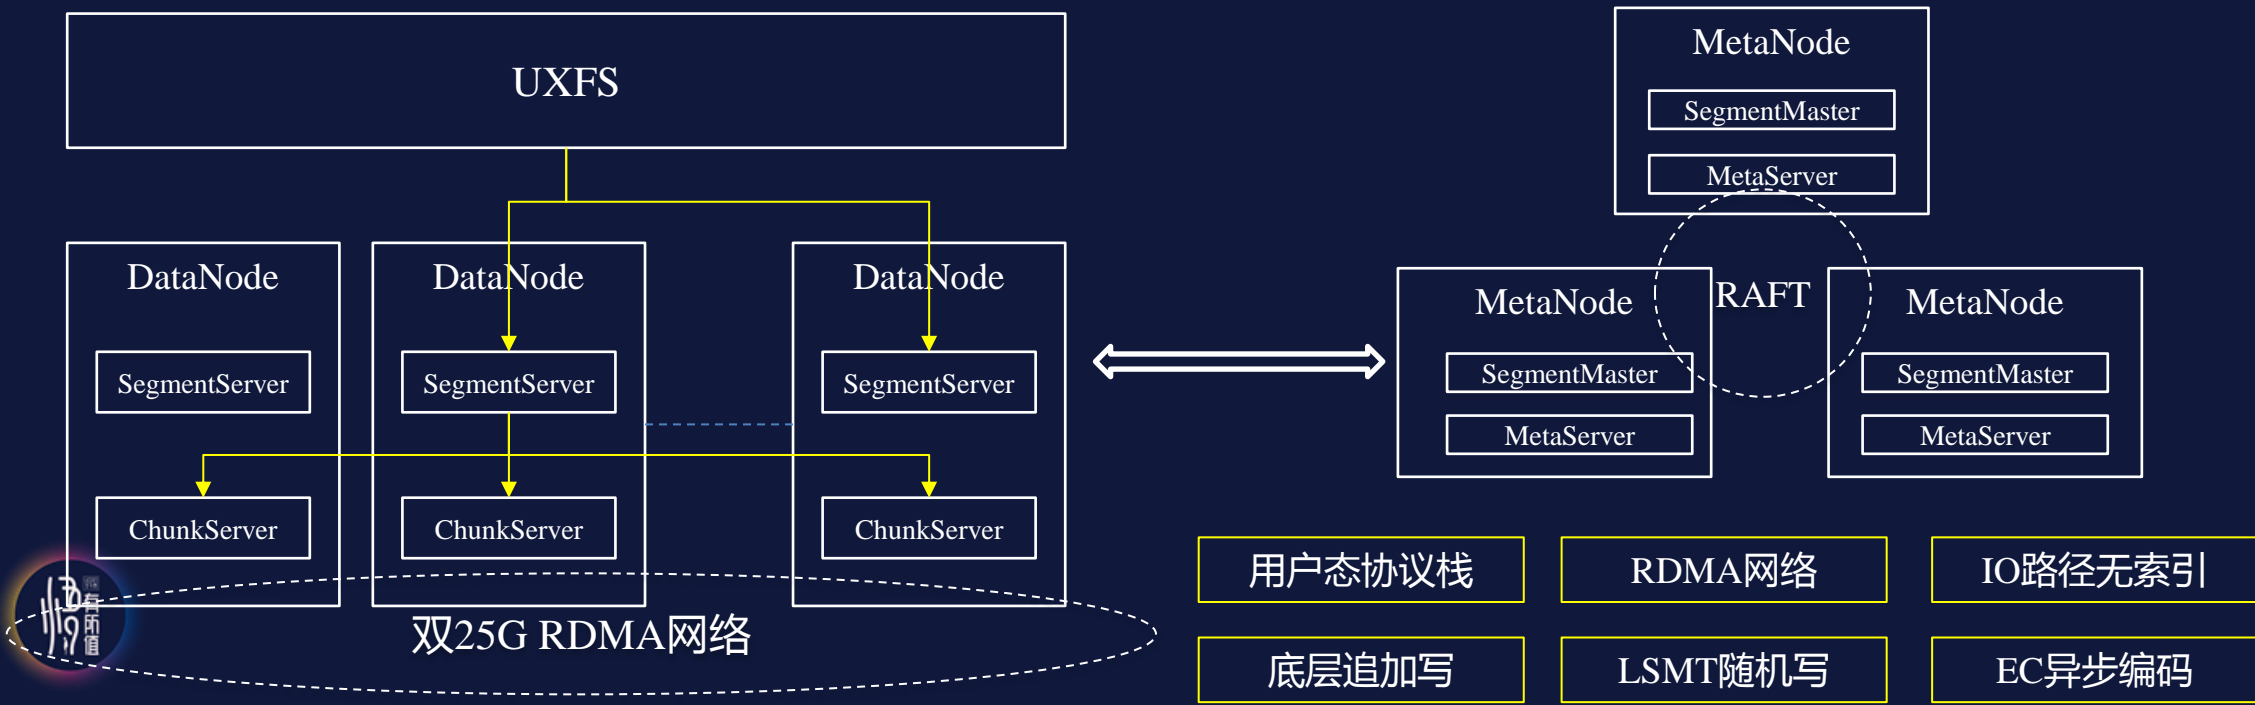 UXFS
DataNode
SegmentServer
ChunkServer
DataNode
SegmentServer
ChunkServer
DataNode
SegmentServer
ChunkServer
双25G RDMA网络
有所值
MetaNode
SegmentMaster
MetaServer
RAFT
MetaNode
SegmentMaster
MetaServer
MetaNode
SegmentMaster
MetaServer
用户态协议栈
RDMA网络
IO路径无索引
底层追加写
LSMT随机写
EC异步编码